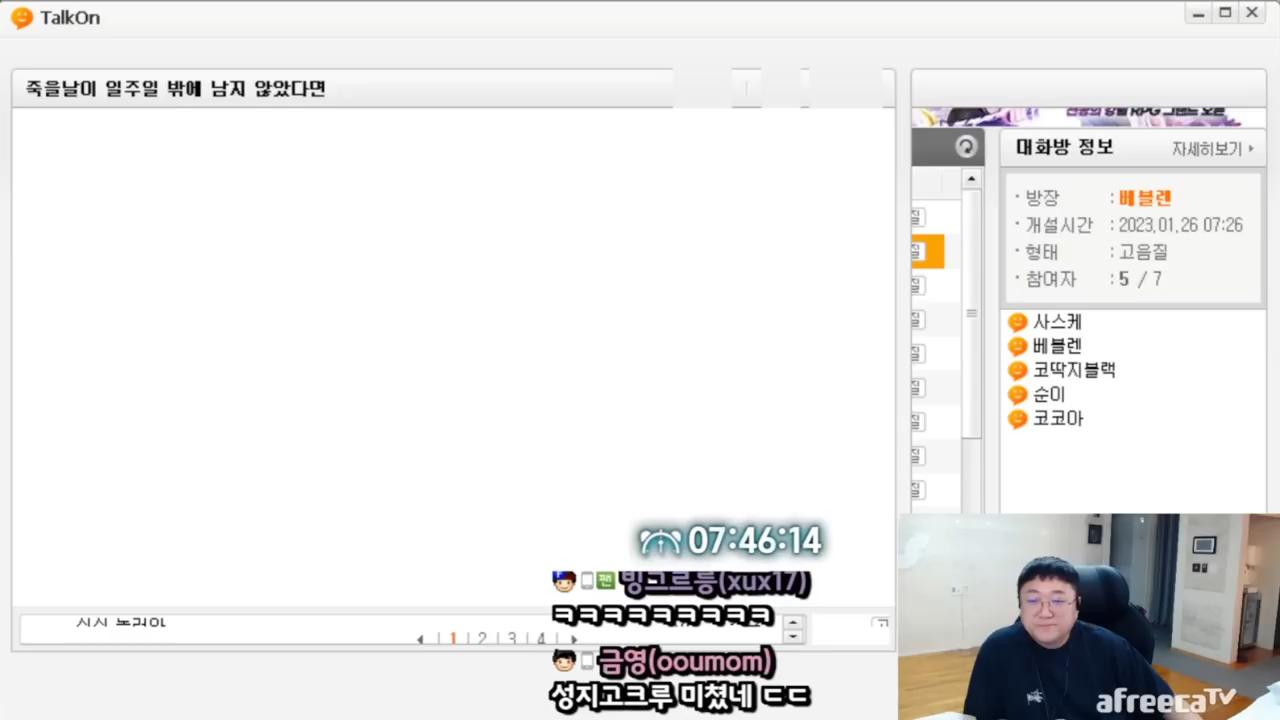 TalkOn
죽을날이 일주일 밖에 남지 않았다면
대화방 정보
자세히보기
· 방장 : 베블렌
· 개설시간 : 2023,01,26 07:26
· 형태 : 고음질
· 참여자 : 5 / 7
사스케
베블렌
코딱지블랙
순이
코코아
07:46:14
팬 빙그르릉(xux17)
ㅋㅋㅋㅋㅋㅋㅋㅋㅋ
1 2 3 4
금영(ooumom)
성지고크루 미쳤네 ㄷㄷ
afreecaTV